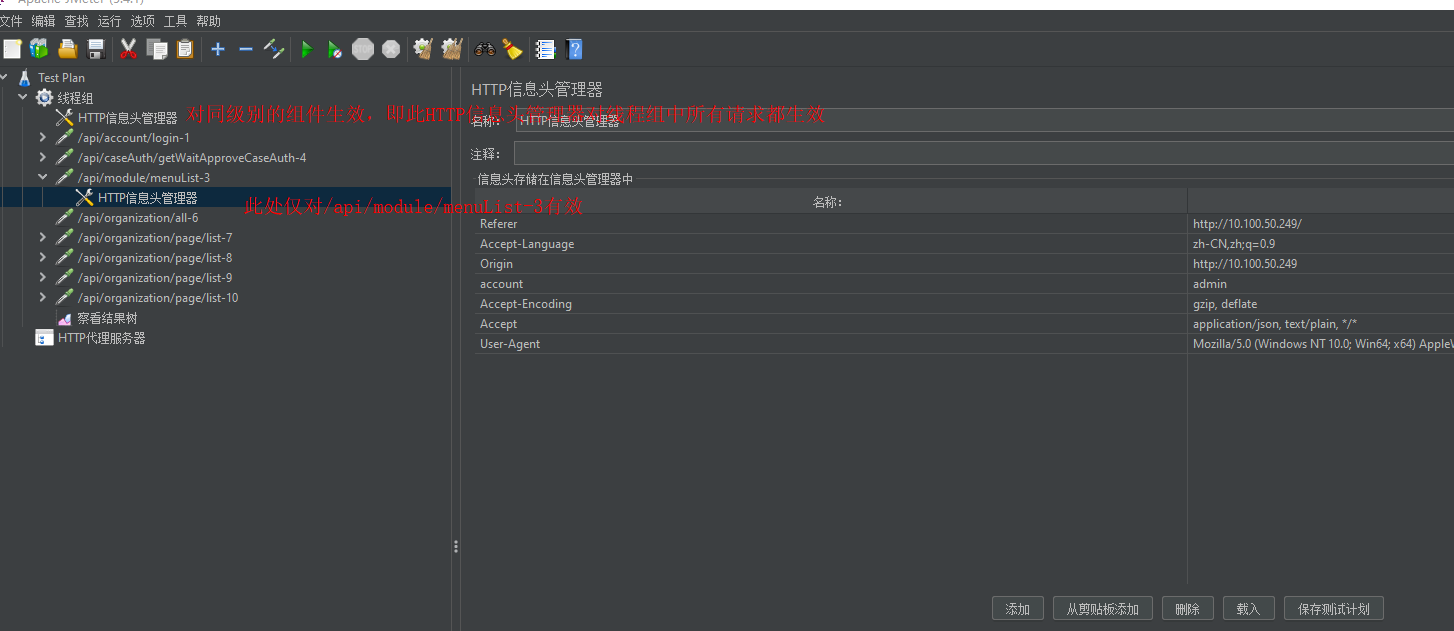 Apache JMeter (5.4.1)
文件 编辑 查找 运行 选项 工具 帮助
Test Plan
线程组
HTTP信息头管理器
/api/account/login-1
/api/caseAuth/getWaitApproveCaseAuth-4
/api/module/menuList-3
HTTP信息头管理器
/api/organization/all-6
/api/organization/page/list-7
/api/organization/page/list-8
/api/organization/page/list-9
/api/organization/page/list-10
察看结果树
HTTP代理服务器
对同级别的组件生效，即此HTTP信息头管理器对线程组中所有请求都生效
此处仅对/api/module/menuList-3有效
HTTP信息头管理器
名称： HTTP信息头管理器
注释：
信息头存储在信息头管理器中
名称：
Referer http://10.100.50.249/
Accept-Language zh-CN,zh;q=0.9
Origin http://10.100.50.249
account admin
Accept-Encoding gzip, deflate
Accept application/json, text/plain, */*
User-Agent Mozilla/5.0 (Windows NT 10.0; Win64; x64) Apple
添加 从剪贴板添加 删除 载入 保存测试计划